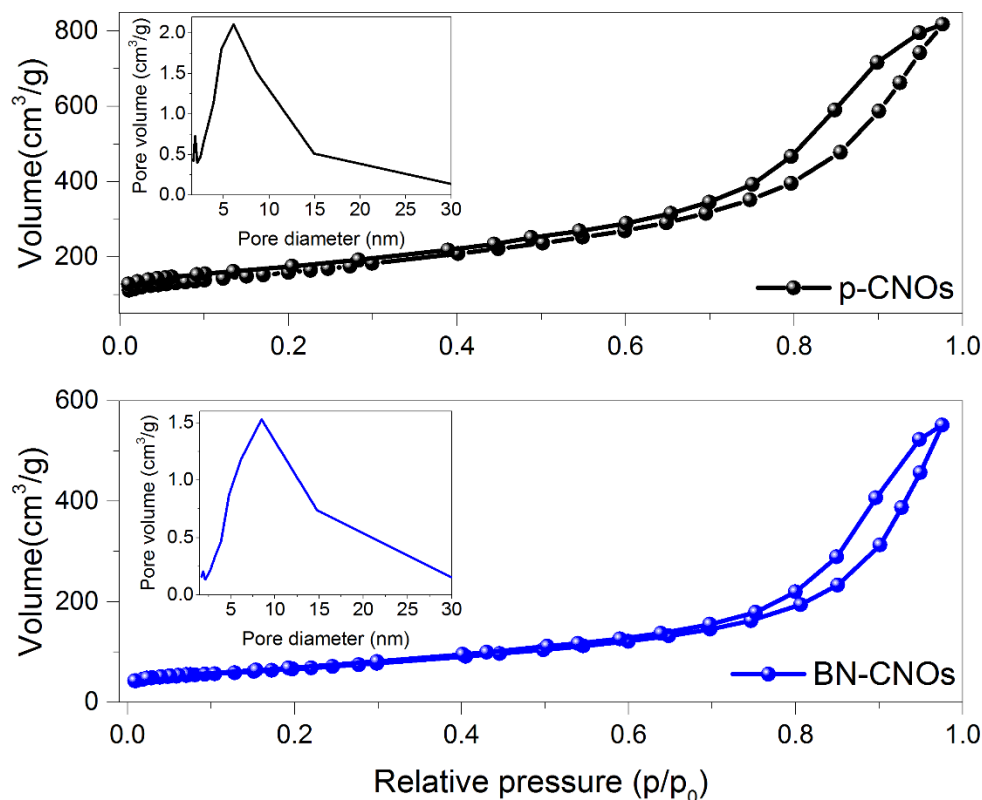 Volume(cm³/g)
800
600
400
200
Pore volume (cm³/g)
2.0
1.5
1.0
0.5
0.0
5 10 15 20 25 30
Pore diameter (nm)
p-CNOs
0.0 0.2 0.4 0.6 0.8 1.0
Volume(cm³/g)
600
400
200
0
Pore volume (cm³/g)
1.5
1.0
0.5
0.0
5 10 15 20 25 30
Pore diameter (nm)
BN-CNOs
0.0 0.2 0.4 0.6 0.8 1.0
Relative pressure (p/p₀)